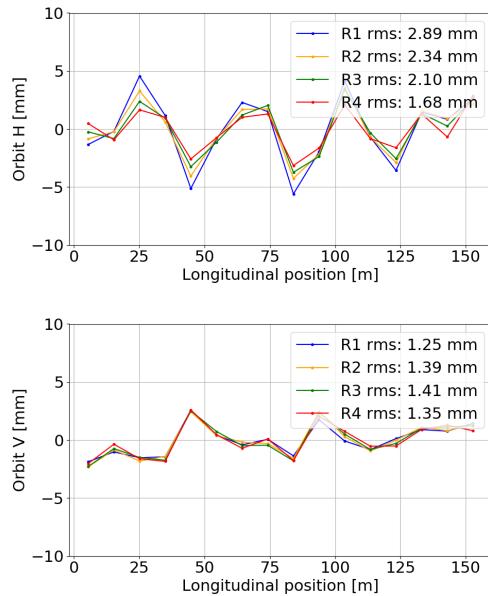 10
5
0
−5
−10
Orbit H [mm]
R1 rms: 2.89 mm
R2 rms: 2.34 mm
R3 rms: 2.10 mm
R4 rms: 1.68 mm
0 25 50 75 100 125 150
Longitudinal position [m]
10
5
0
−5
−10
Orbit V [mm]
R1 rms: 1.25 mm
R2 rms: 1.39 mm
R3 rms: 1.41 mm
R4 rms: 1.35 mm
0 25 50 75 100 125 150
Longitudinal position [m]